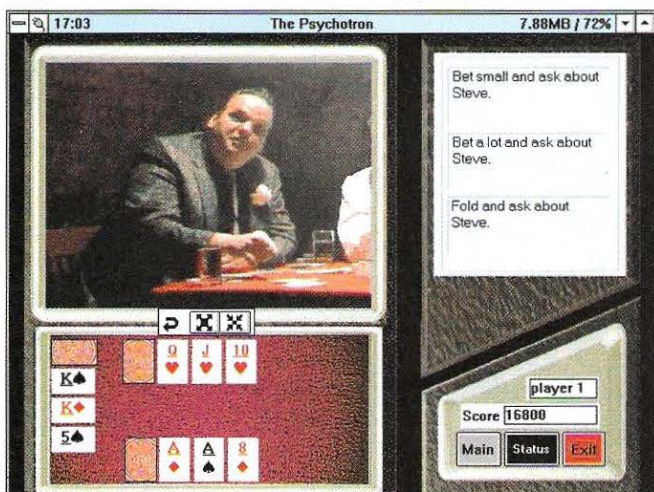 17:03 The Psychotron 7.88MB / 72%
Bet small and ask about
Steve.
Bet a lot and ask about
Steve.
Fold and ask about
Steve.
Q J 10
K♠
K♦
5♠
A A 8
player 1
Score 16800
Main Status Exit